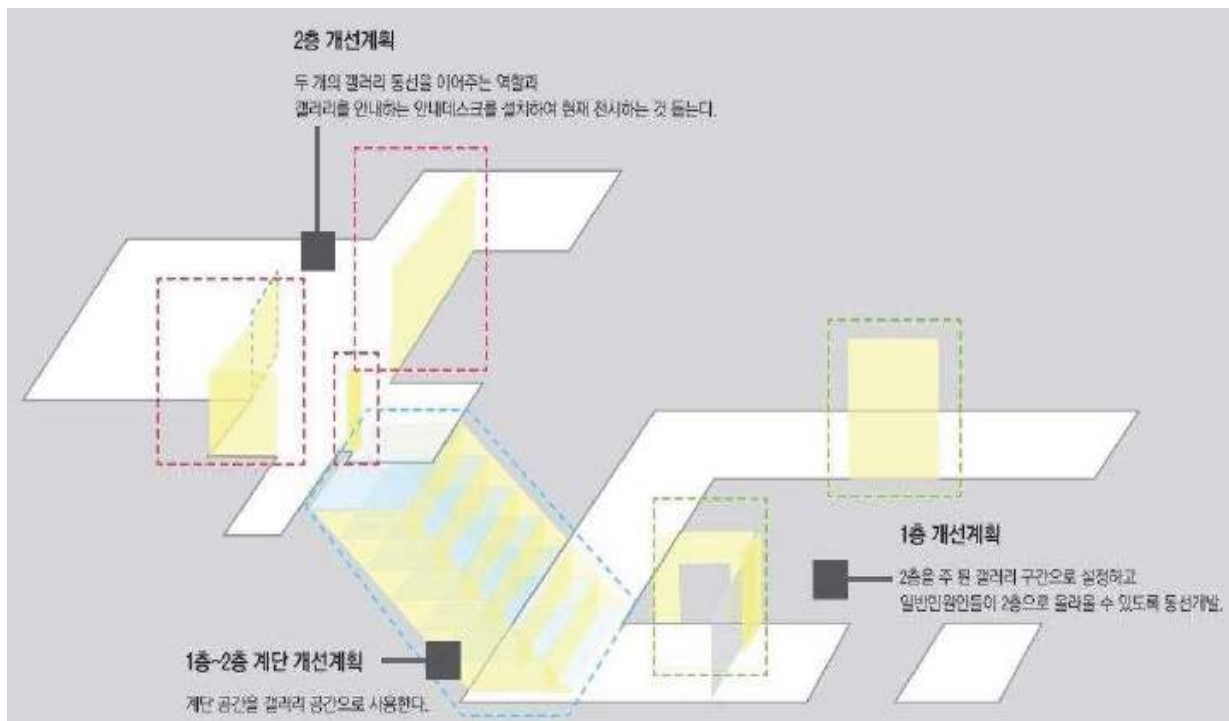 2층 개선계획
두 개의 갤러리 동선을 이어주는 역할과
갤러리를 안내하는 안내데스크를 설치하여 현재 전시하는 것 돕는다.
1층 개선계획
2층을 주 된 갤러리 구간으로 설정하고
일반민원인들이 2층으로 올라올 수 있도록 동선개발.
1층~2층 계단 개선계획
계단 공간을 갤러리 공간으로 사용한다.